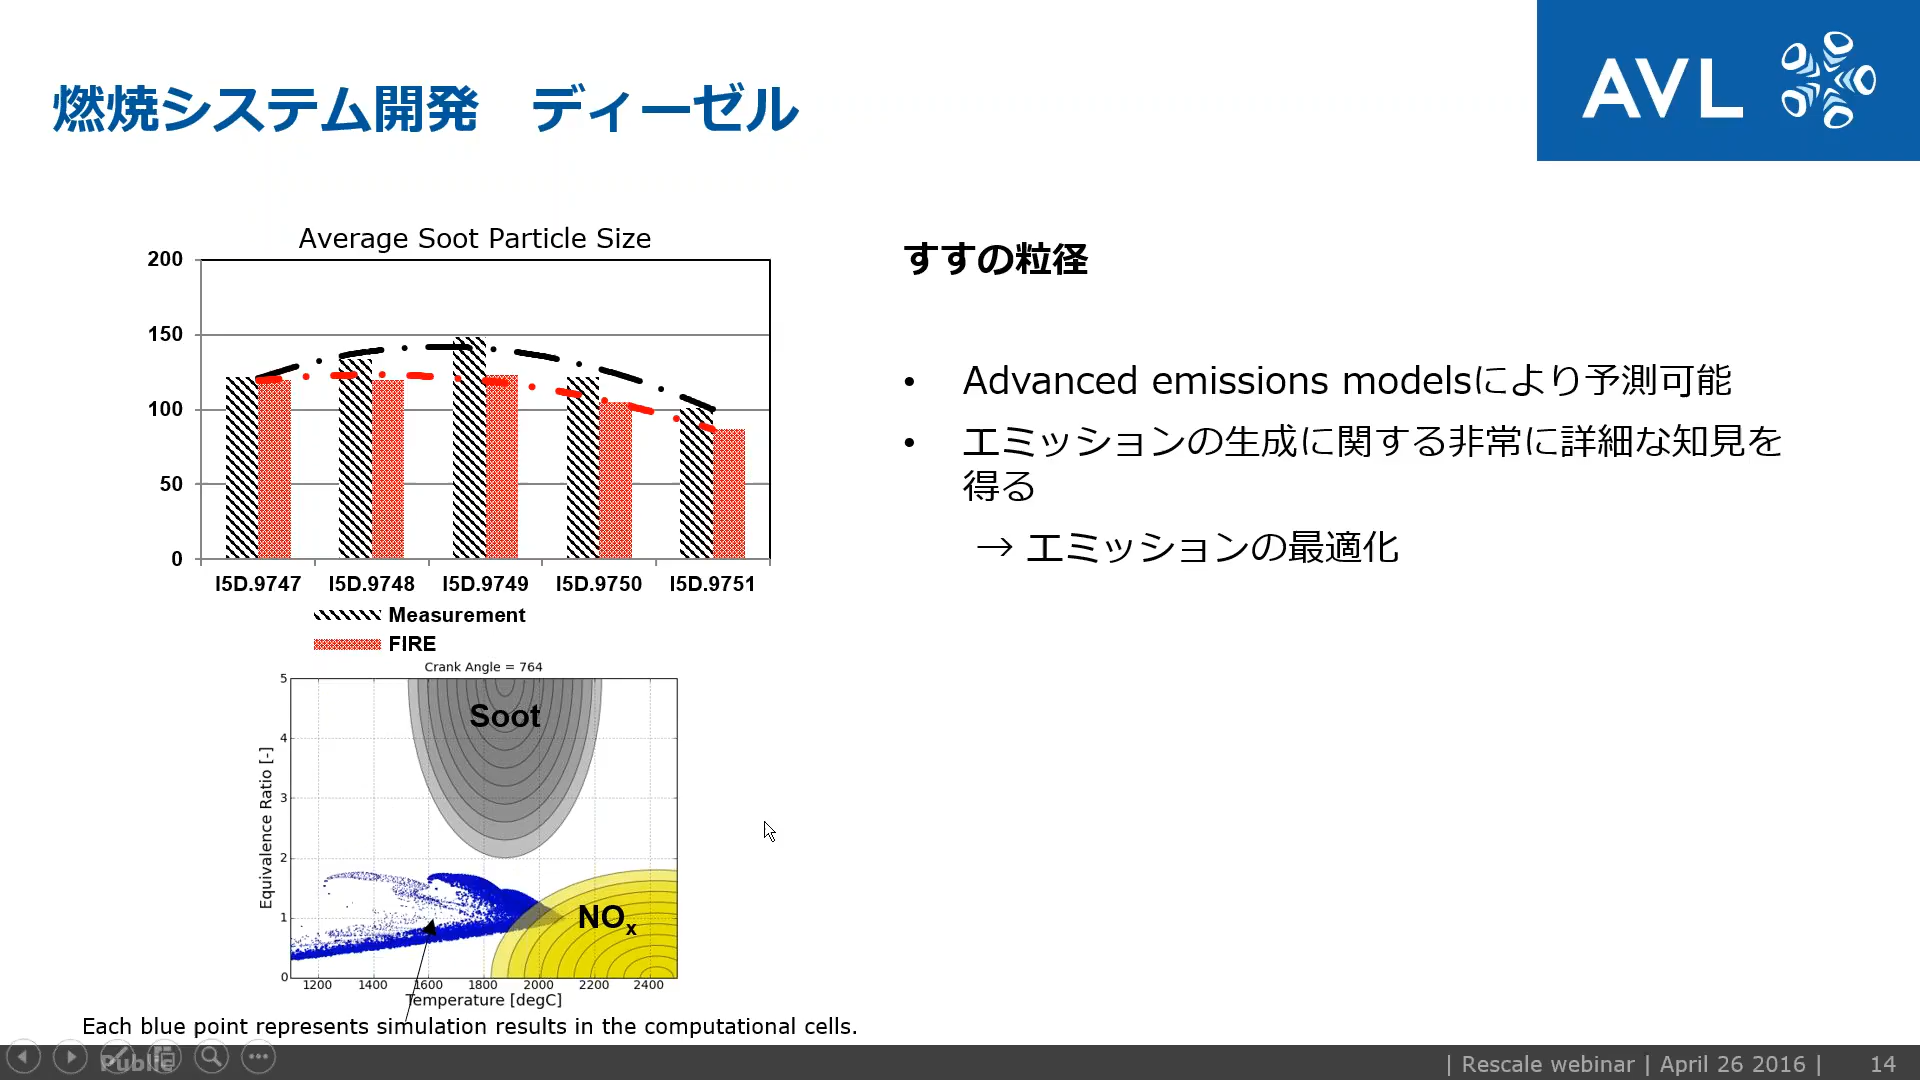 燃焼システム開発　ディーゼル
AVL
Average Soot Particle Size
200
150
100
50
0
I5D.9747 I5D.9748 I5D.9749 I5D.9750 I5D.9751
Measurement
FIRE
すすの粒径
• Advanced emissions modelsにより予測可能
• エミッションの生成に関する非常に詳細な知見を
得る
→ エミッションの最適化
Crank Angle = 764
5
4
3
2
1
0
Equivalence Ratio [-]
Soot
NOx
1200 1400 1600 1800 2000 2200 2400
Temperature [degC]
Each blue point represents simulation results in the computational cells.
Public
| Rescale webinar | April 26 2016 | 14